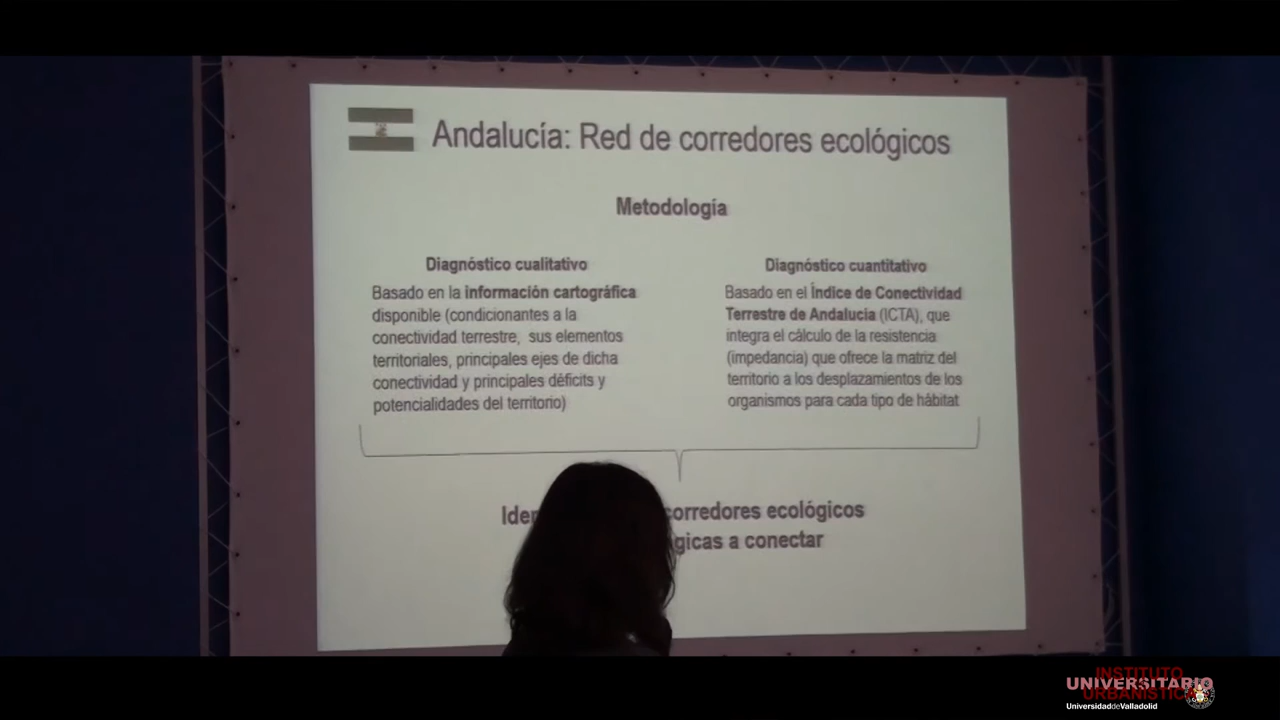 Andalucía: Red de corredores ecológicos
Metodología
Diagnóstico cualitativo
Basado en la información cartográfica
disponible (condicionantes a la
conectividad terrestre, sus elementos
territoriales, principales ejes de dicha
conectividad y principales déficits y
potencialidades del territorio)
Diagnóstico cuantitativo
Basado en el Índice de Conectividad
Terrestre de Andalucía (ICTA), que
integra el cálculo de la resistencia
(impedancia) que ofrece la matriz del
territorio a los desplazamientos de los
organismos para cada tipo de hábitat
corredores ecológicos
a conectar
INSTITUTO
UNIVERSITARIO
URBANÍSTICA
UniversidaddeValladolid